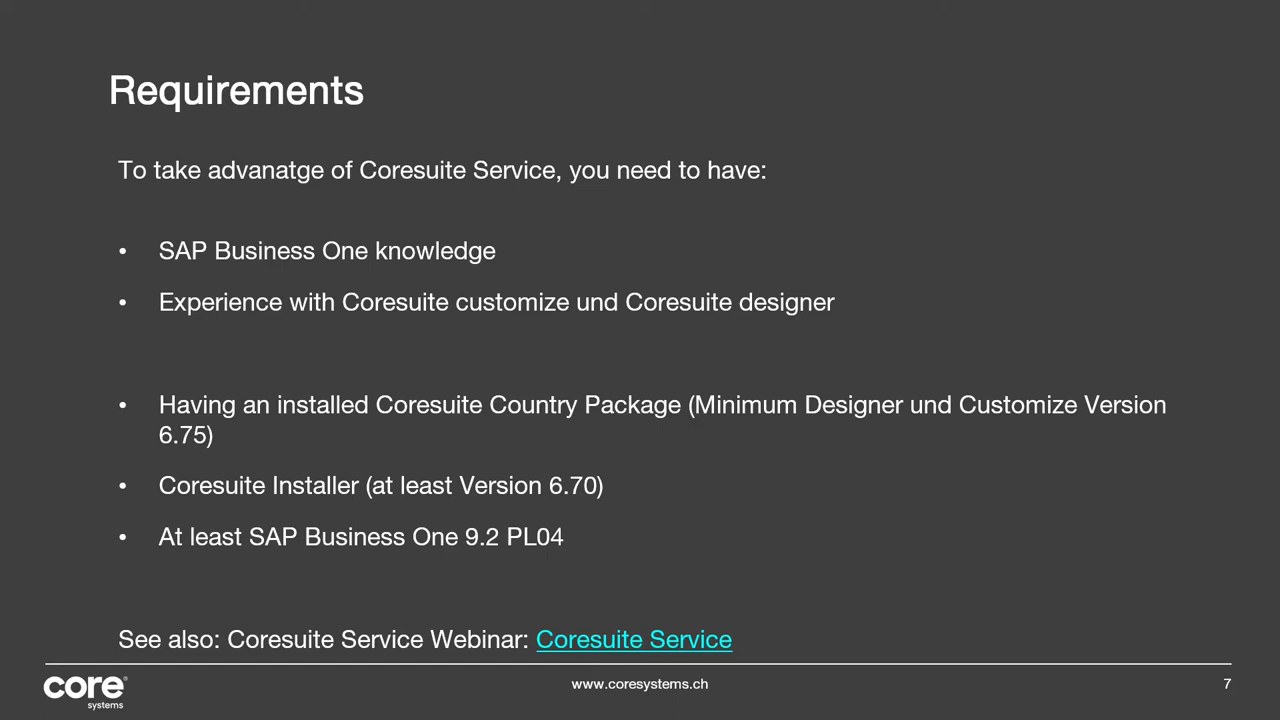 Requirements
To take advanatge of Coresuite Service, you need to have:
• SAP Business One knowledge
• Experience with Coresuite customize und Coresuite designer
• Having an installed Coresuite Country Package (Minimum Designer und Customize Version
6.75)
• Coresuite Installer (at least Version 6.70)
• At least SAP Business One 9.2 PL04
See also: Coresuite Service Webinar: Coresuite Service
core®
systems
www.coresystems.ch
7